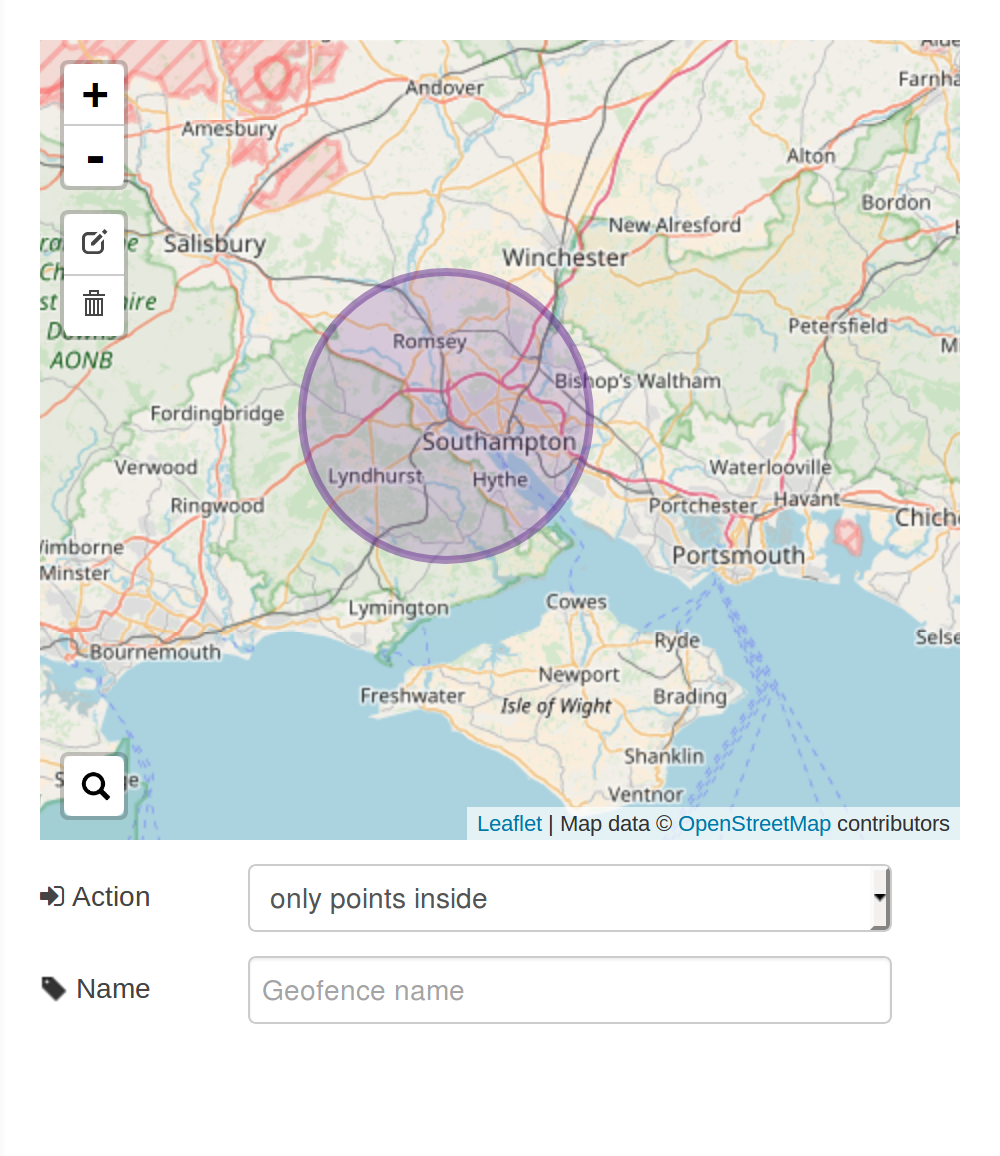 Andover
Farnha
Amesbury
Alton
Bordon
New Alresford
Salisbury
Winchester
Petersfield
AONB
Romsey
Bishop's Waltham
Fordingbridge
Southampton
Verwood
Lyndhurst
Hythe
Waterlooville
Ringwood
Portchester
Havant
Chich
Portsmouth
Minster
Cowes
Lymington
Ryde
Selse
Bournemouth
Newport
Freshwater
Isle of Wight
Brading
Shanklin
Ventnor
+
-
Leaflet | Map data © OpenStreetMap contributors
Action
only points inside
Name
Geofence name